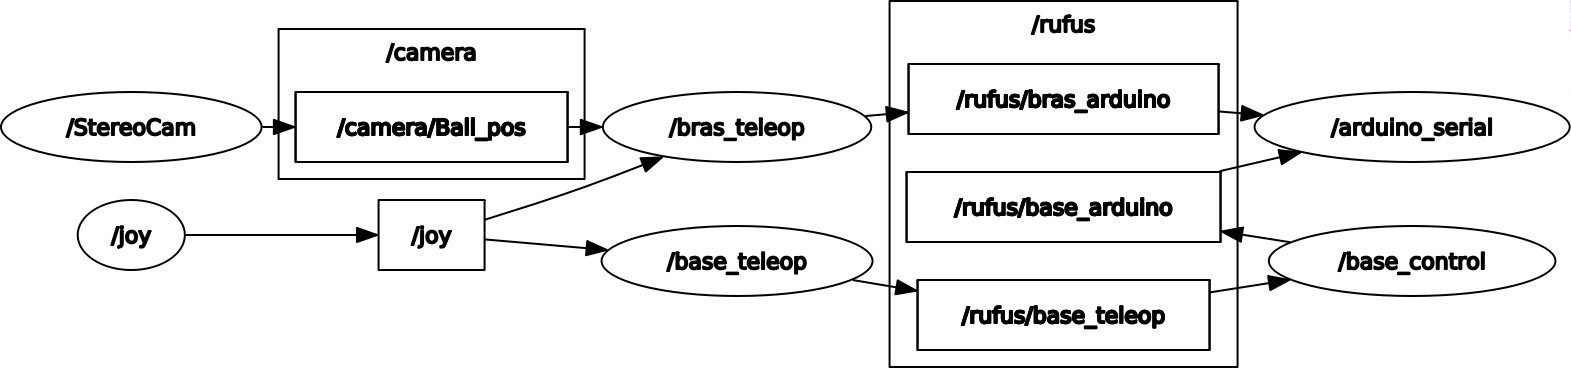 /rufus
/camera
/rufus/bras_arduino
/StereoCam
/camera/Ball_pos
/bras_teleop
/arduino_serial
/rufus/base_arduino
/joy
/joy
/base_teleop
/base_control
/rufus/base_teleop